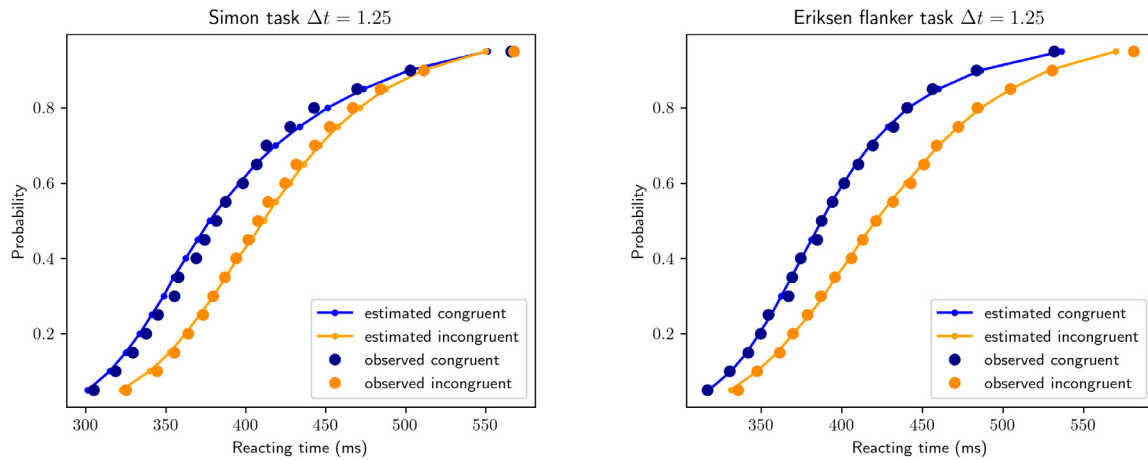 Simon task Δt = 1.25
Probability
0.8
0.6
0.4
0.2
300 350 400 450 500 550
Reacting time (ms)
estimated congruent
estimated incongruent
observed congruent
observed incongruent
Eriksen flanker task Δt = 1.25
Probability
0.8
0.6
0.4
0.2
350 400 450 500 550
Reacting time (ms)
estimated congruent
estimated incongruent
observed congruent
observed incongruent